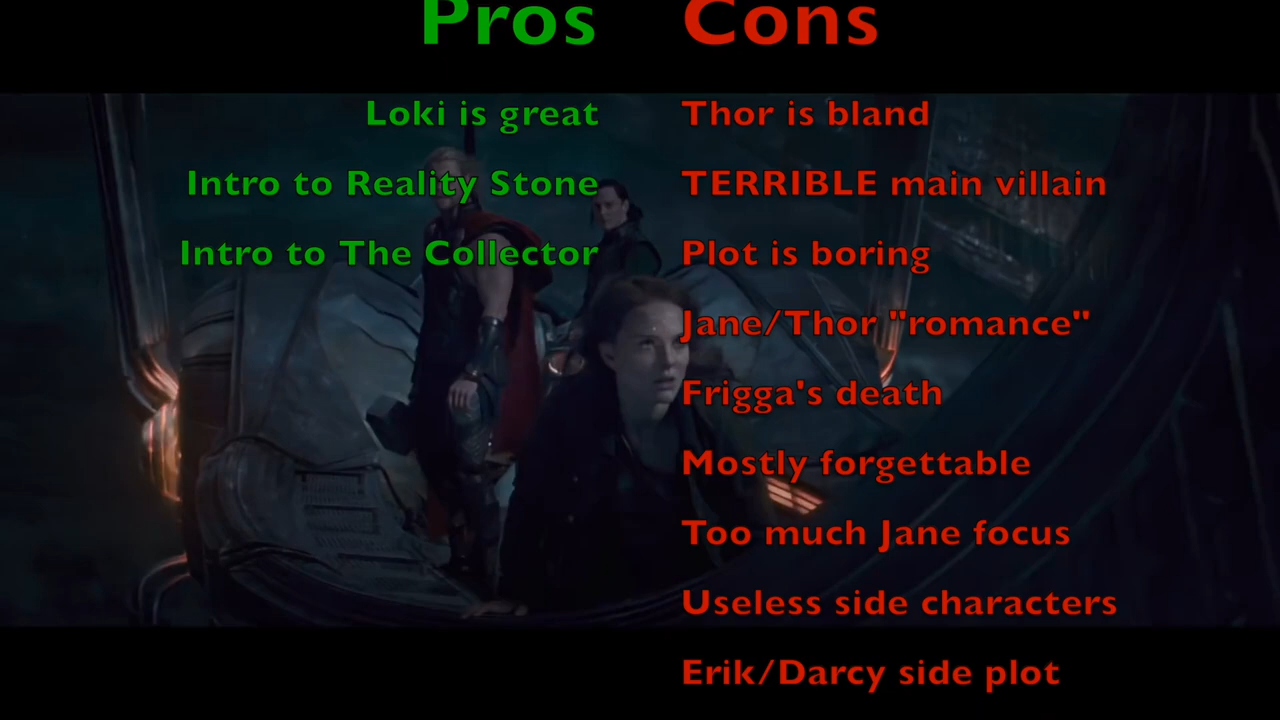 Pros
Cons
Loki is great
Intro to Reality Stone
Intro to The Collector
Thor is bland
TERRIBLE main villain
Plot is boring
Jane/Thor "romance"
Frigga's death
Mostly forgettable
Too much Jane focus
Useless side characters
Erik/Darcy side plot